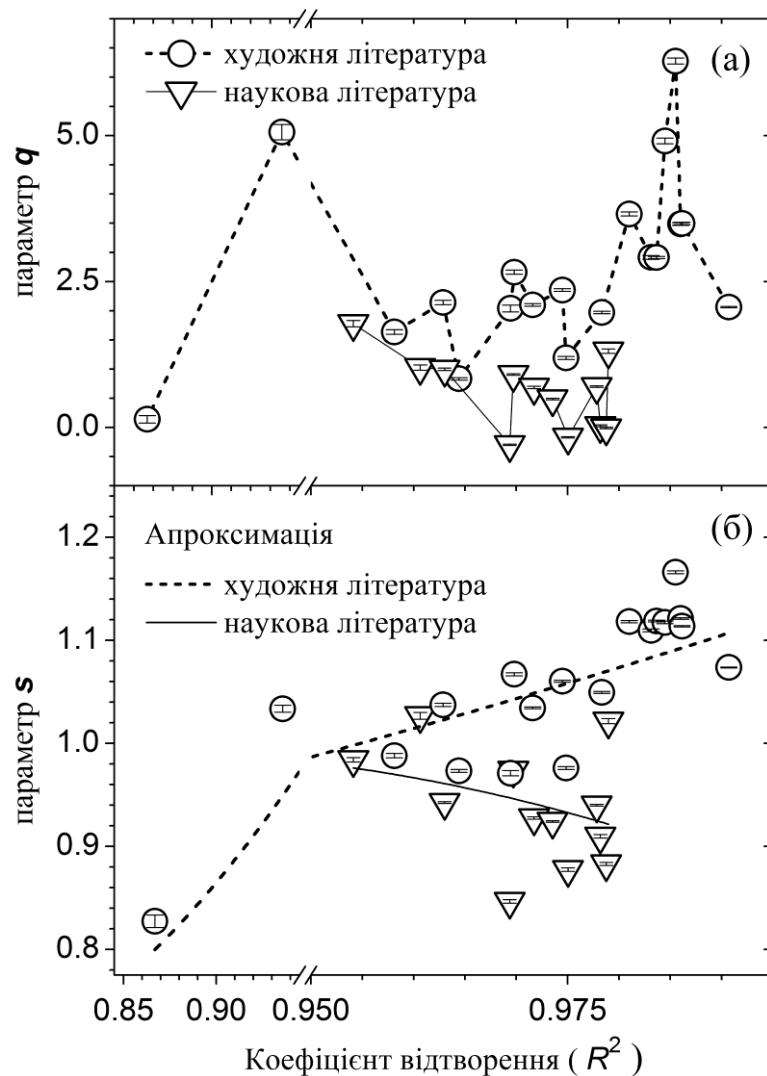 художня література
наукова література
(а)
5.0
2.5
0.0
параметр q
Апроксимація
художня література
наукова література
(б)
1.2
1.1
1.0
0.9
0.8
параметр s
0.85 0.90 0.950 0.975
Коефіцієнт відтворення ( R² )